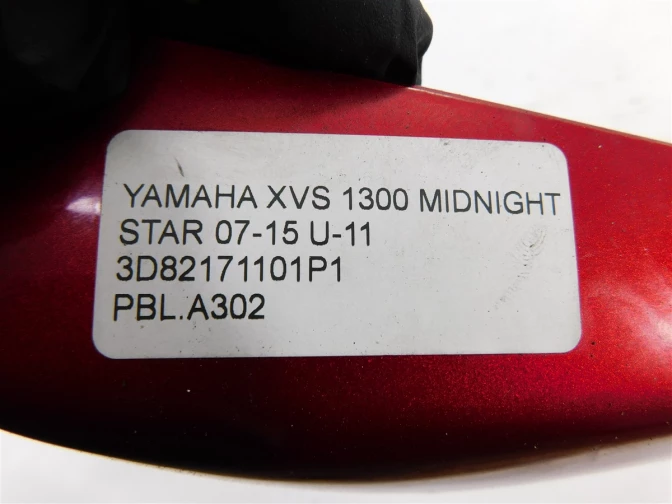 YAMAHA XVS 1300 MIDNIGHT
STAR 07-15 U-11
3D82171101P1
PBL.A302